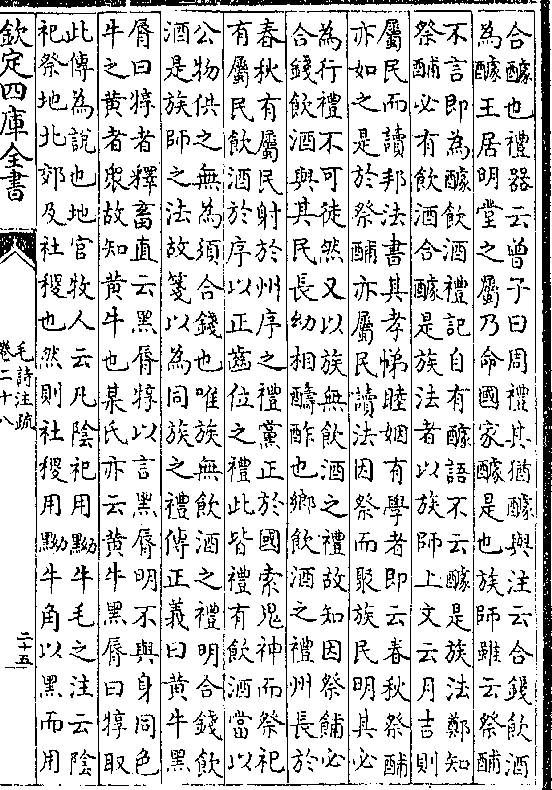 合醵也禮器云曾子曰周禮其猶醵與注云合錢飲酒
為醵王居明堂之屬乃命國家醵是也族師雖云祭酺
不言即為醵飲酒禮記自有醵語不云醵是族法鄭知
祭酺必有飲酒合醵是族法者以族師上文云月吉則
屬民而讀邦法書其孝悌睦姻有學者即云春秋祭酺
亦如之是於祭酺亦屬民讀法因祭而聚族民明其必
為行禮不可徒然又以族無飲酒之禮故知因祭餔必
合錢飲酒與其民長幼相醻酢也鄉飲酒之禮州長於
春秋有屬民射於州序之禮黨正於國索鬼神而祭祀
有屬民飲酒於序以正齒位之禮此皆禮有飲酒當以
公物供之無為須合錢也唯族無飲酒之禮明合錢飲
酒是族師之法故箋以為同族之禮傳正義曰黄牛黑
脣曰犉者釋畜直云黑脣犉以言黑脣明不與身同色
牛之黄者衆故知黄牛也某氏亦云黄牛黑脣曰犉取
此傳為說也地官牧人云凡陰祀用黝牛毛之注云陰
祀祭地北郊及社稷也然則社稷用黝牛角以黑而用
欽定四庫全書
毛詩注疏
卷二十八
二十五